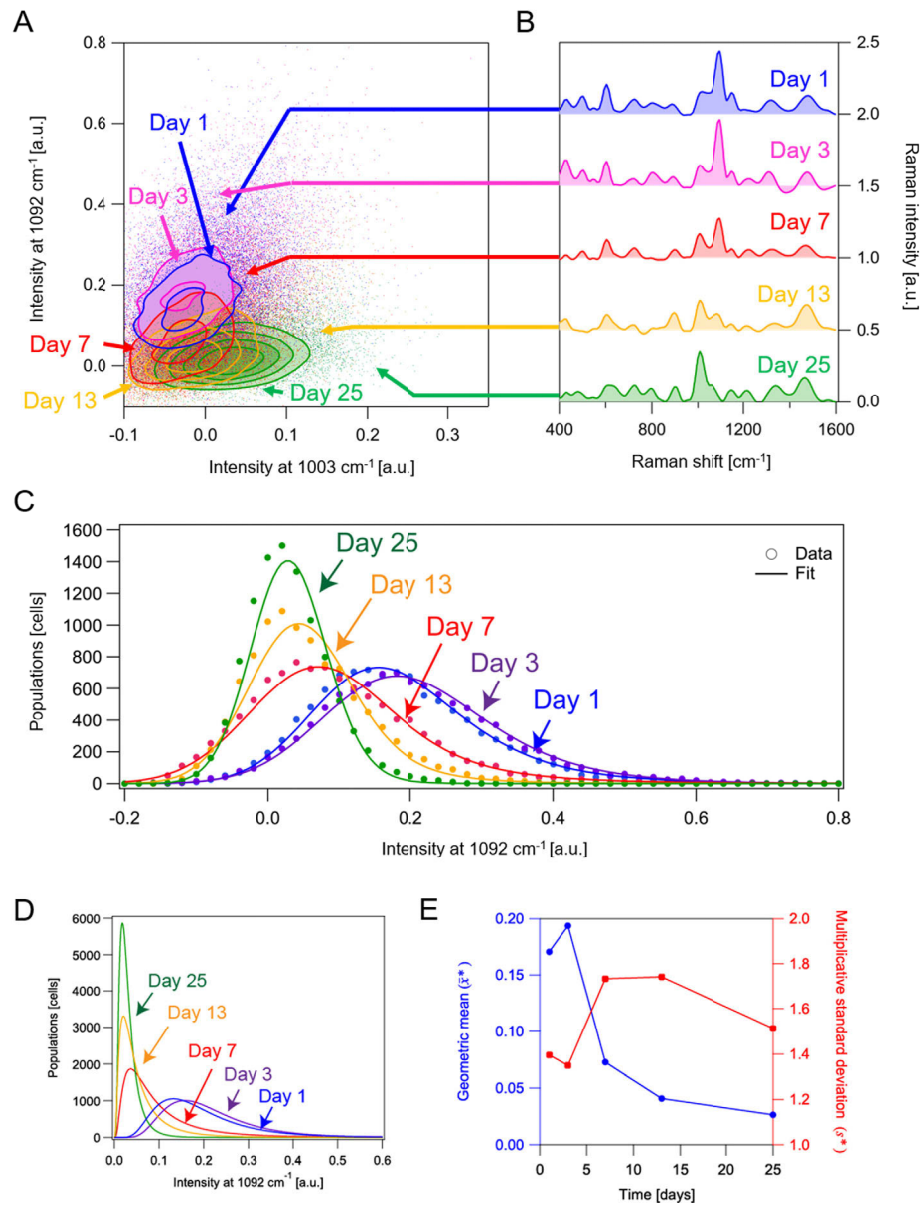 A
B
0.8
0.6
0.4
0.2
0.0
-0.1
0.0
0.1
0.2
0.3
Intensity at 1092 cm⁻¹ [a.u.]
Intensity at 1003 cm⁻¹ [a.u.]
Day 1
Day 3
Day 7
Day 13
Day 25
Day 1
Day 3
Day 7
Day 13
Day 25
2.5
2.0
1.5
1.0
0.5
0.0
Raman intensity [a.u.]
400
800
1200
1600
Raman shift [cm⁻¹]
C
1600
1400
1200
1000
800
600
400
200
0
Populations [cells]
Day 25
Day 13
Day 7
Day 3
Day 1
Data
Fit
-0.2
0.0
0.2
0.4
0.6
0.8
Intensity at 1092 cm⁻¹ [a.u.]
D
6000
5000
4000
3000
2000
1000
0
Populations [cells]
Day 25
Day 13
Day 7
Day 3
Day 1
0.0
0.1
0.2
0.3
0.4
0.5
0.6
Intensity at 1092 cm⁻¹ [a.u.]
E
0.20
0.15
0.10
0.05
0.00
Geometric mean (x̄*)
2.0
1.8
1.6
1.4
1.2
1.0
Multiplicative standard
deviation (s*)
0
5
10
15
20
25
Time [days]